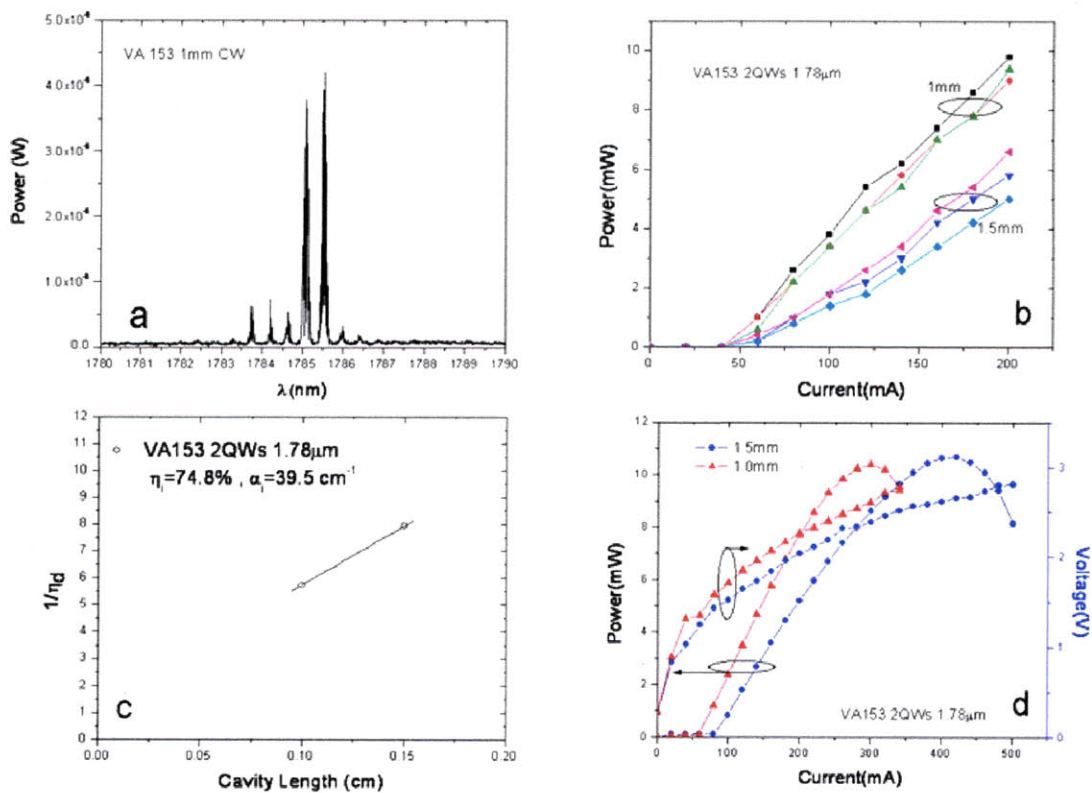 5.0x10⁻⁸
4.0x10⁻⁸
3.0x10⁻⁸
2.0x10⁻⁸
1.0x10⁻⁸
0.0
Power (W)
VA 153 1mm CW
a
1780 1781 1782 1783 1784 1785 1786 1787 1788 1789 1790
λ(nm)
10
8
6
4
2
0
Power(mW)
VA153 2QWs 1.78μm
1mm
1.5mm
b
0 50 100 150 200
Current(mA)
12
11
10
9
8
7
6
5
4
3
2
1
0
1/ηd
VA153 2QWs 1.78μm
ηi=74.8% , αi=39.5 cm⁻¹
c
0.00 0.05 0.10 0.15 0.20
Cavity Length (cm)
12
10
8
6
4
2
0
Power(mW)
1.5mm
1.0mm
3
2
1
0
Voltage(V)
VA153 2QWs 1.78μm
d
0 100 200 300 400 500
Current(mA)